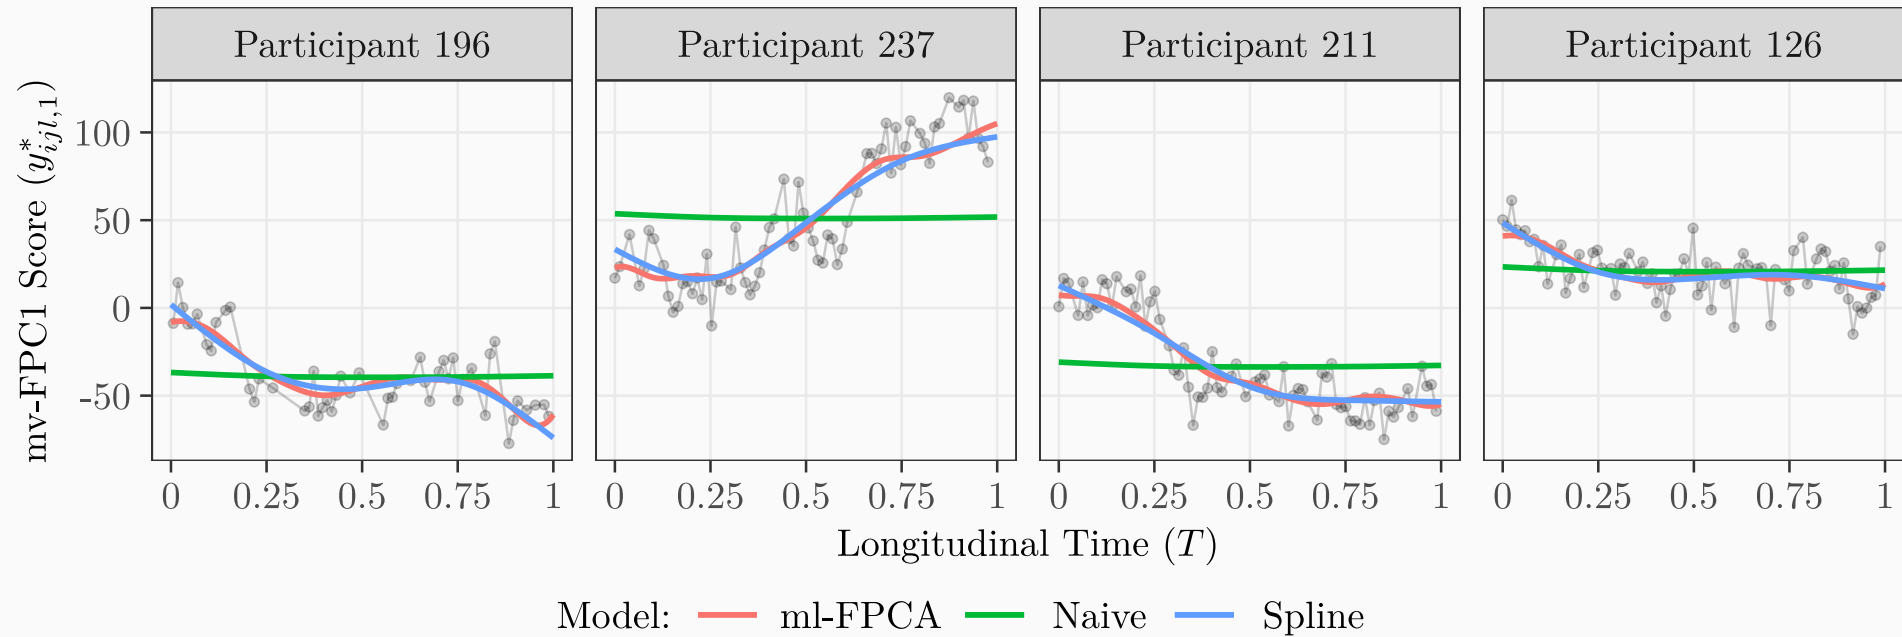 Participant 196 Participant 237 Participant 211 Participant 126
mv-FPC1 Score (y*ijl,1)
100
50
0
-50
0 0.25 0.5 0.75 1 0 0.25 0.5 0.75 1 0 0.25 0.5 0.75 1 0 0.25 0.5 0.75 1
Longitudinal Time (T)
Model: ml-FPCA Naive Spline